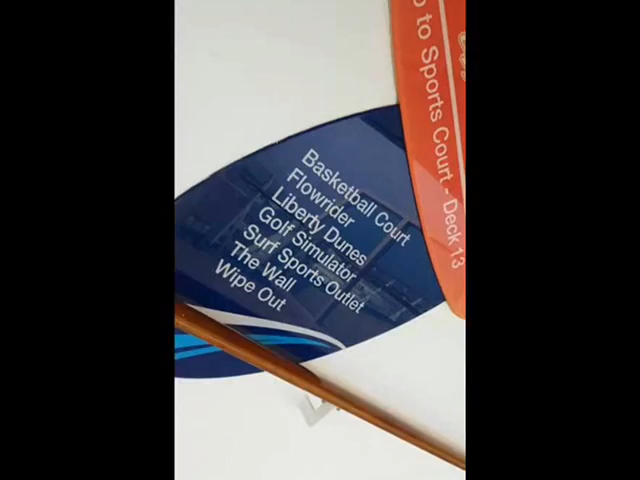 to Sports Court - Deck 13
Basketball Court
Flowrider
Liberty Dunes
Golf Simulator
Surf Sports Outlet
The Wall
Wipe Out